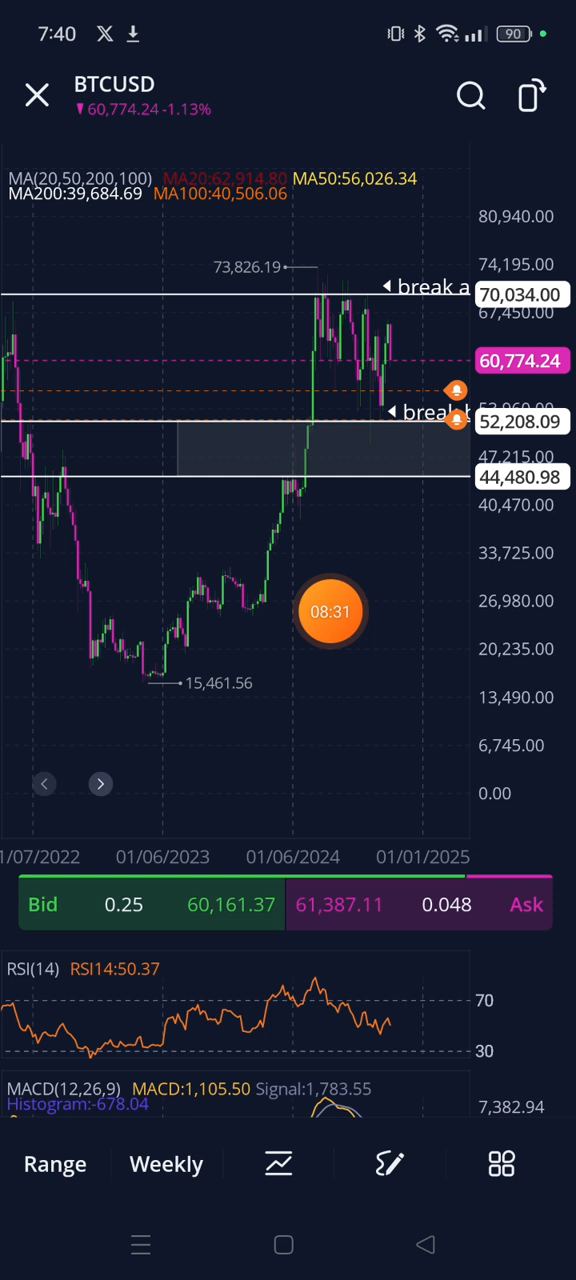 7:40
90
BTCUSD
60,774.24 -1.13%
MA(20,50,200,100) MA20:62,914.80 MA50:56,026.34
MA200:39,684.69 MA100:40,506.06
80,940.00
73,826.19
74,195.00
break a
70,034.00
67,450.00
60,774.24
break
52,208.09
47,215.00
44,480.98
40,470.00
33,725.00
26,980.00
08:31
20,235.00
15,461.56
13,490.00
6,745.00
0.00
1/07/2022 01/06/2023 01/06/2024 01/01/2025
Bid 0.25 60,161.37 61,387.11 0.048 Ask
RSI(14) RSI14:50.37
70
30
MACD(12,26,9) MACD:1,105.50 Signal:1,783.55
Histogram:-678.04
7,382.94
Range Weekly